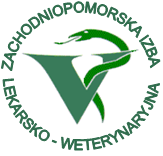 ZACHODNIOPOMORSKA IZBA
LEKARSKO - WETERYNARYJNA